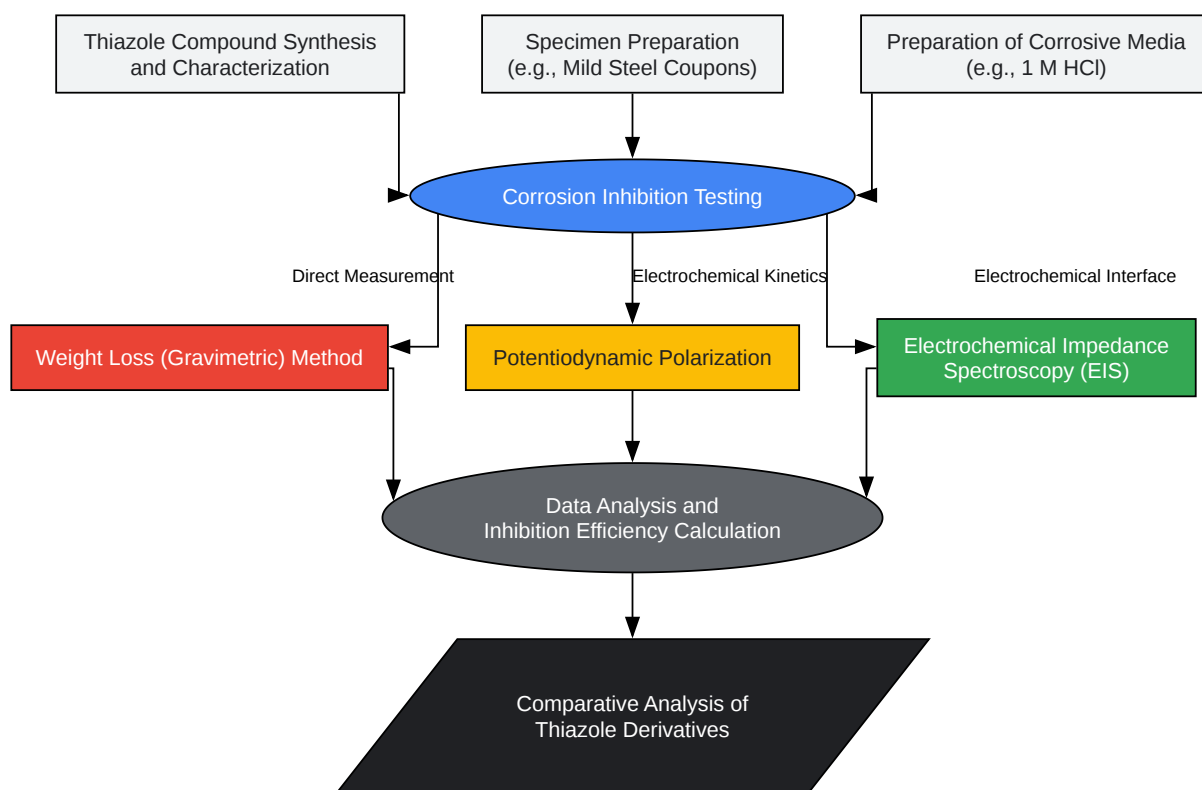 Thiazole Compound Synthesis
and Characterization
Specimen Preparation
(e.g., Mild Steel Coupons)
Preparation of Corrosive Media
(e.g., 1 M HCl)
Corrosion Inhibition Testing
Direct Measurement
Electrochemical Kinetics
Electrochemical Interface
Weight Loss (Gravimetric) Method
Potentiodynamic Polarization
Electrochemical Impedance
Spectroscopy (EIS)
Data Analysis and
Inhibition Efficiency Calculation
Comparative Analysis of
Thiazole Derivatives